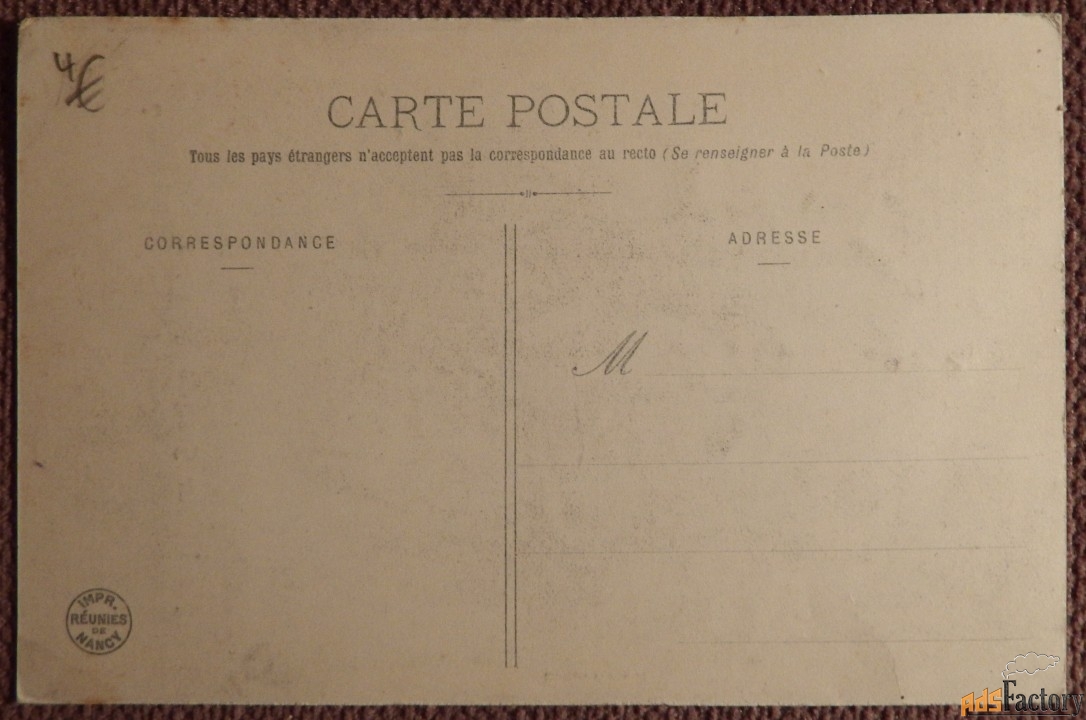 4€
CARTE POSTALE
Tous les pays étrangers n'acceptent pas la correspondance au recto (Se renseigner à la Poste)
CORRESPONDANCE
ADRESSE
M
IMPR.
RÉUNIES
DE
NANCY
AdsFactory